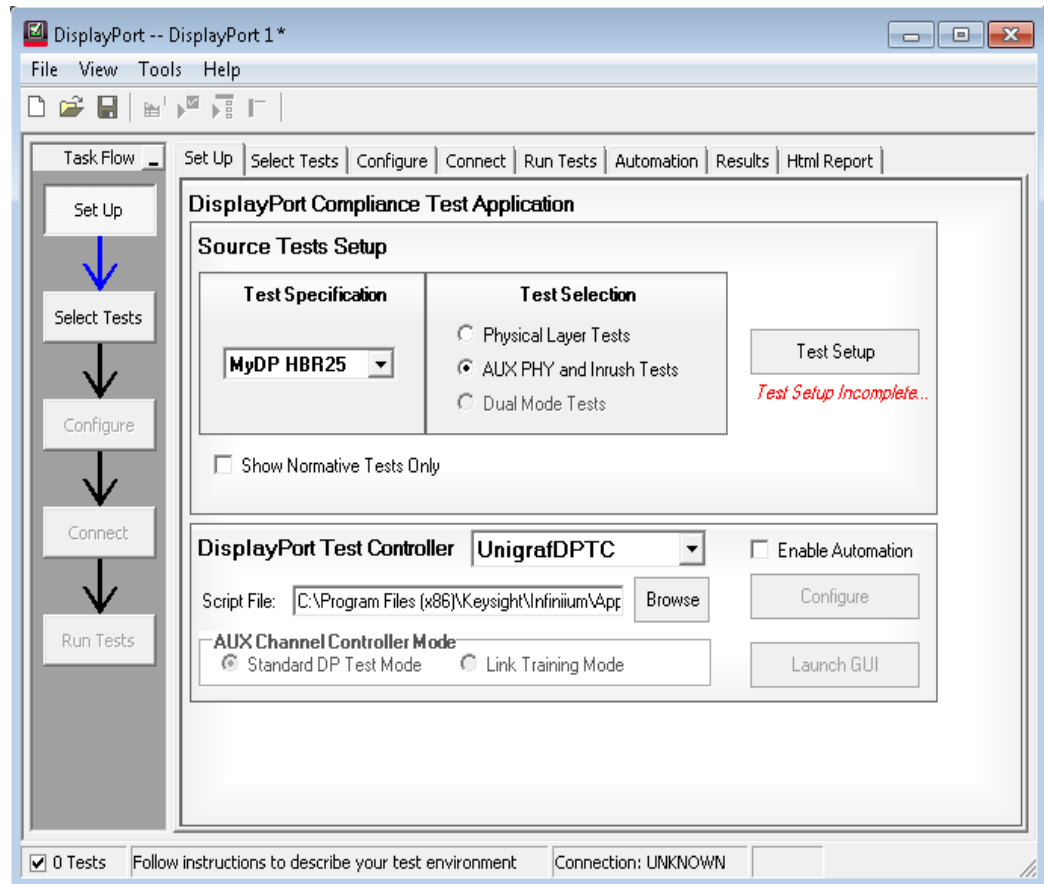 DisplayPort -- DisplayPort 1*
File View Tools Help
Task Flow
Set Up
Select Tests
Configure
Connect
Run Tests
Set Up Select Tests Configure Connect Run Tests Automation Results Html Report
DisplayPort Compliance Test Application
Source Tests Setup
Test Specification
MyDP HBR25
Test Selection
Physical Layer Tests
AUX PHY and Inrush Tests
Dual Mode Tests
Test Setup
Test Setup Incomplete...
Show Normative Tests Only
DisplayPort Test Controller UnigrafDPTC Enable Automation
Script File: C:\Program Files (x86)\Keysight\Infiniium\App Browse Configure
AUX Channel Controller Mode
Standard DP Test Mode Link Training Mode Launch GUI
0 Tests Follow instructions to describe your test environment Connection: UNKNOWN